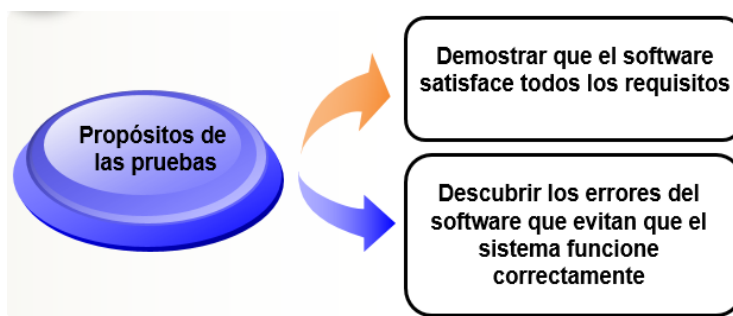 Propósitos de
las pruebas
Demostrar que el software
satisface todos los requisitos
Descubrir los errores del
software que evitan que el
sistema funcione
correctamente